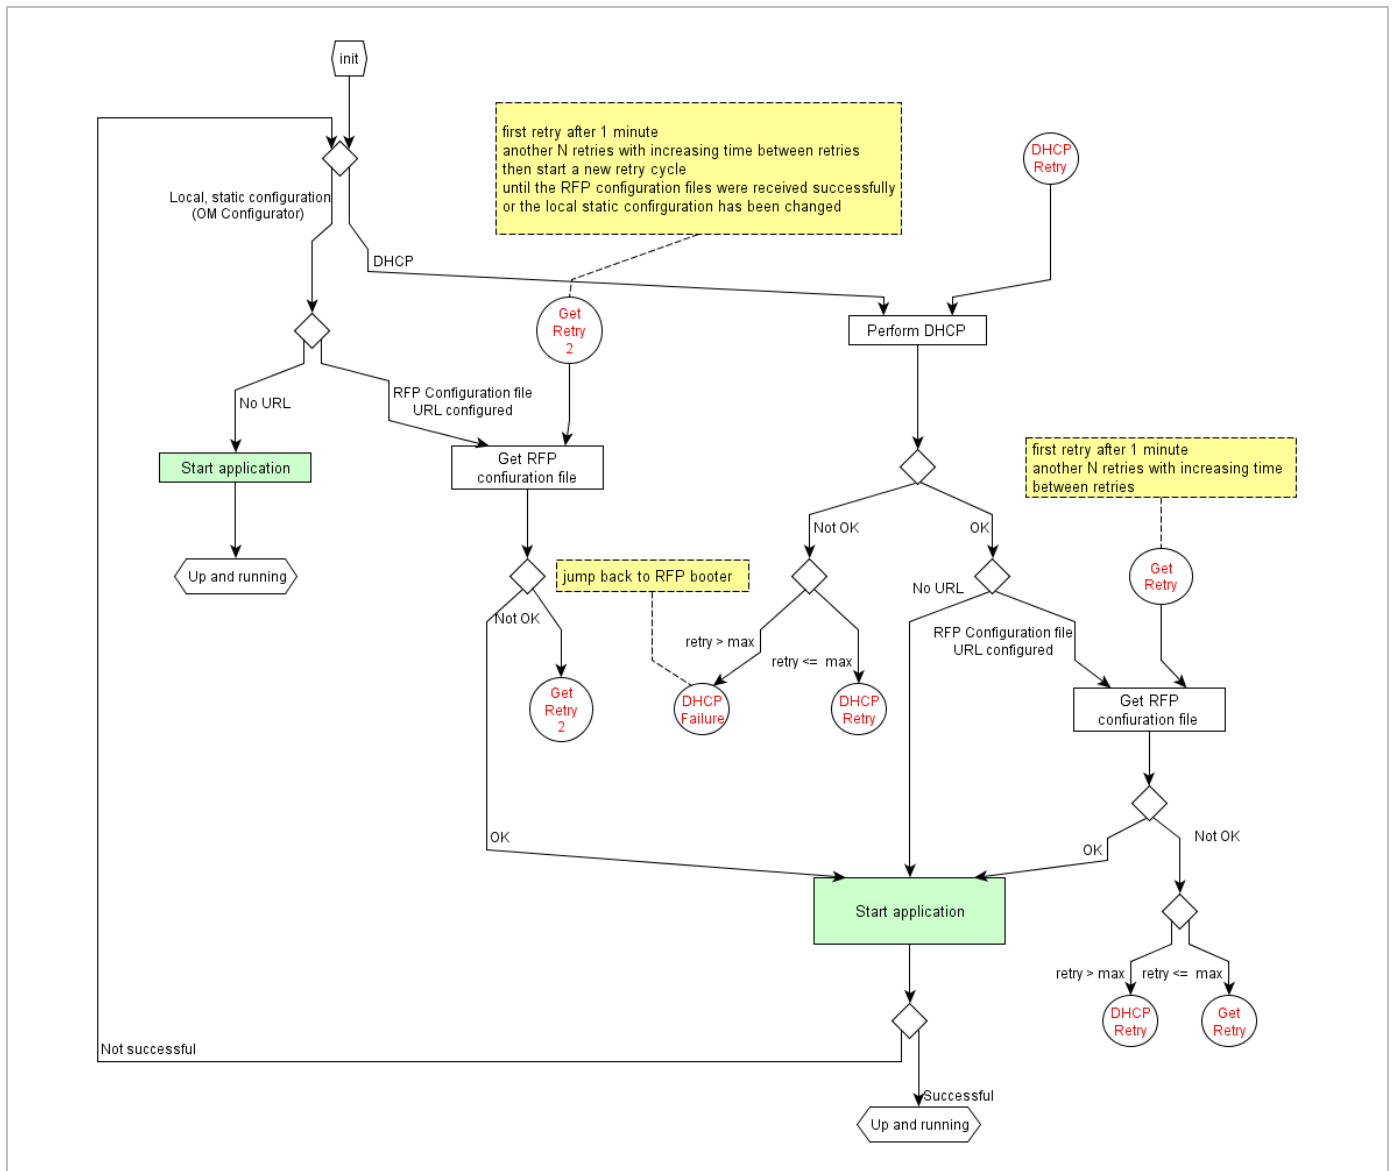 init
first retry after 1 minute
another N retries with increasing time between retries
then start a new retry cycle
until the RFP configuration files were received successfully
or the local static confirguration has been changed
DHCP
Retry
Local, static configuration
(OM Configurator)
DHCP
Get
Retry
2
Perform DHCP
No URL
RFP Configuration file
URL configured
Start application
Get RFP
confiuration file
first retry after 1 minute
another N retries with increasing time
between retries
Not OK
OK
Up and running
jump back to RFP booter
Get
Retry
Not OK
No URL
RFP Configuration file
URL configured
retry > max
retry <= max
Get
Retry
2
DHCP
Failure
DHCP
Retry
Get RFP
confiuration file
OK
OK
Not OK
Start application
retry > max
retry <= max
DHCP
Retry
Get
Retry
Not successful
Successful
Up and running